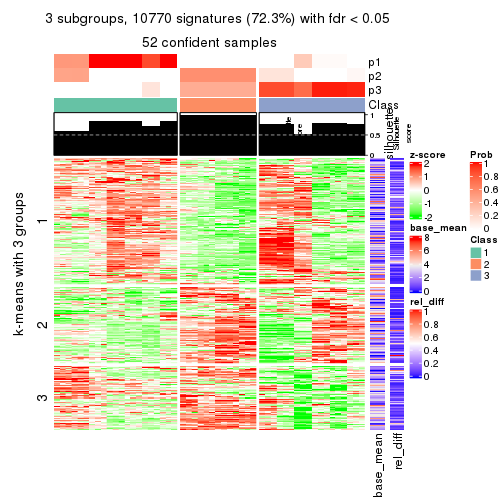 3 subgroups, 10770 signatures (72.3%) with fdr < 0.05
52 confident samples
p1
p2
p3
Class
1
0.5
0
silhouette
score
Silhouette
score
k-means with 3 groups
1
2
3
z-score
2
1
0
-1
-2
base_mean
8
6
4
2
0
rel_diff
1
0.8
0.6
0.4
0.2
0
Prob
1
0.8
0.6
0.4
0.2
0
Class
1
2
3
base_mean
rel_diff